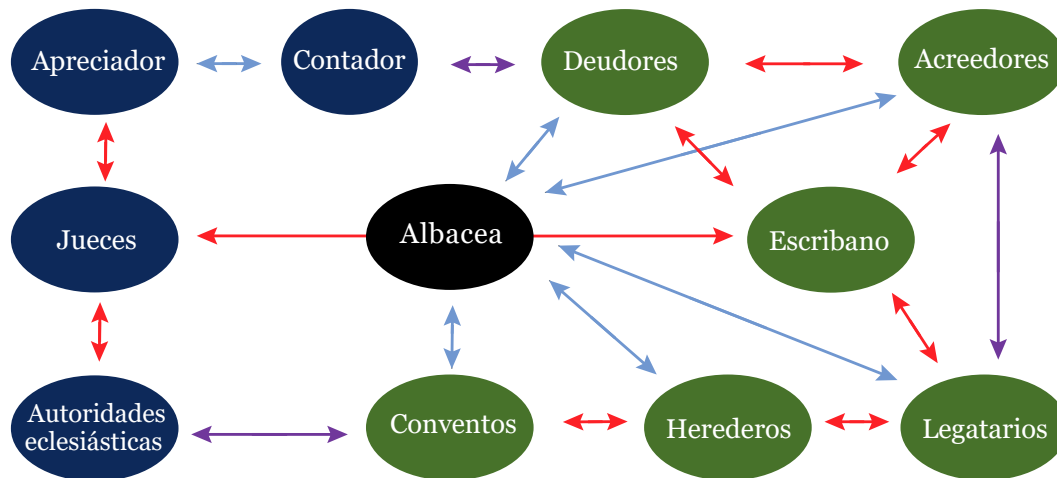 Apreciador
Contador
Deudores
Acreedores
Jueces
Albacea
Escribano
Autoridades
eclesiásticas
Conventos
Herederos
Legatarios